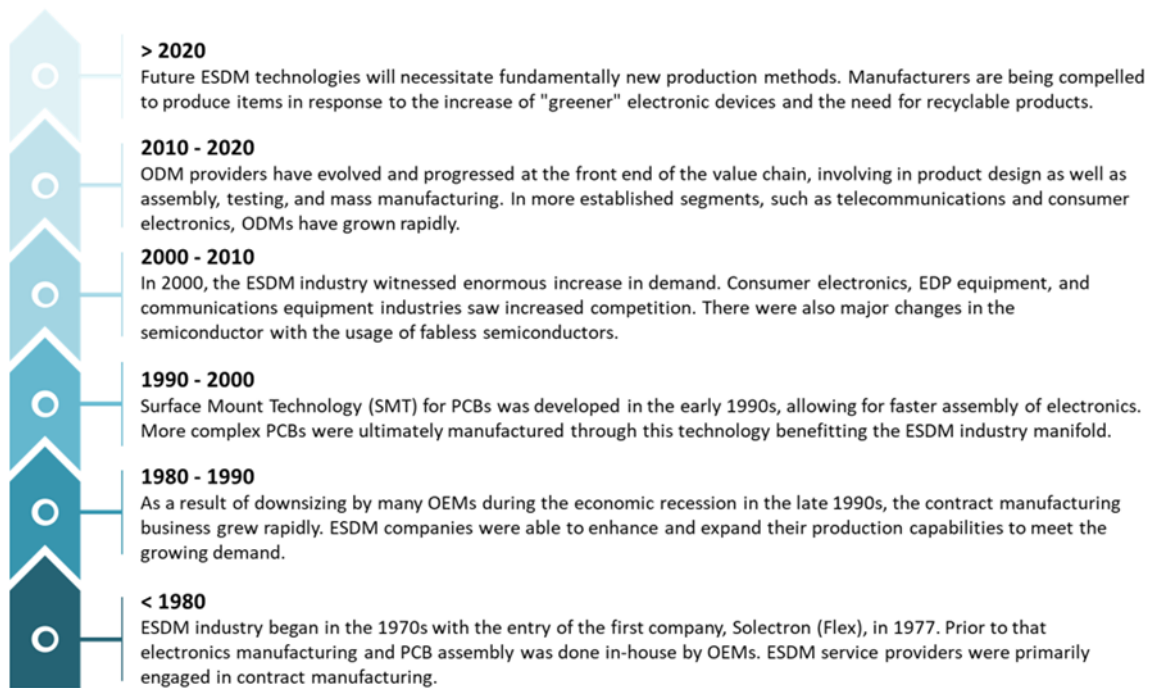 > 2020
Future ESDM technologies will necessitate fundamentally new production methods. Manufacturers are being compelled
to produce items in response to the increase of "greener" electronic devices and the need for recyclable products.
2010 - 2020
ODM providers have evolved and progressed at the front end of the value chain, involving in product design as well as
assembly, testing, and mass manufacturing. In more established segments, such as telecommunications and consumer
electronics, ODMs have grown rapidly.
2000 - 2010
In 2000, the ESDM industry witnessed enormous increase in demand. Consumer electronics, EDP equipment, and
communications equipment industries saw increased competition. There were also major changes in the
semiconductor with the usage of fabless semiconductors.
1990 - 2000
Surface Mount Technology (SMT) for PCBs was developed in the early 1990s, allowing for faster assembly of electronics.
More complex PCBs were ultimately manufactured through this technology benefitting the ESDM industry manifold.
1980 - 1990
As a result of downsizing by many OEMs during the economic recession in the late 1990s, the contract manufacturing
business grew rapidly. ESDM companies were able to enhance and expand their production capabilities to meet the
growing demand.
< 1980
ESDM industry began in the 1970s with the entry of the first company, Solectron (Flex), in 1977. Prior to that
electronics manufacturing and PCB assembly was done in-house by OEMs. ESDM service providers were primarily
engaged in contract manufacturing.